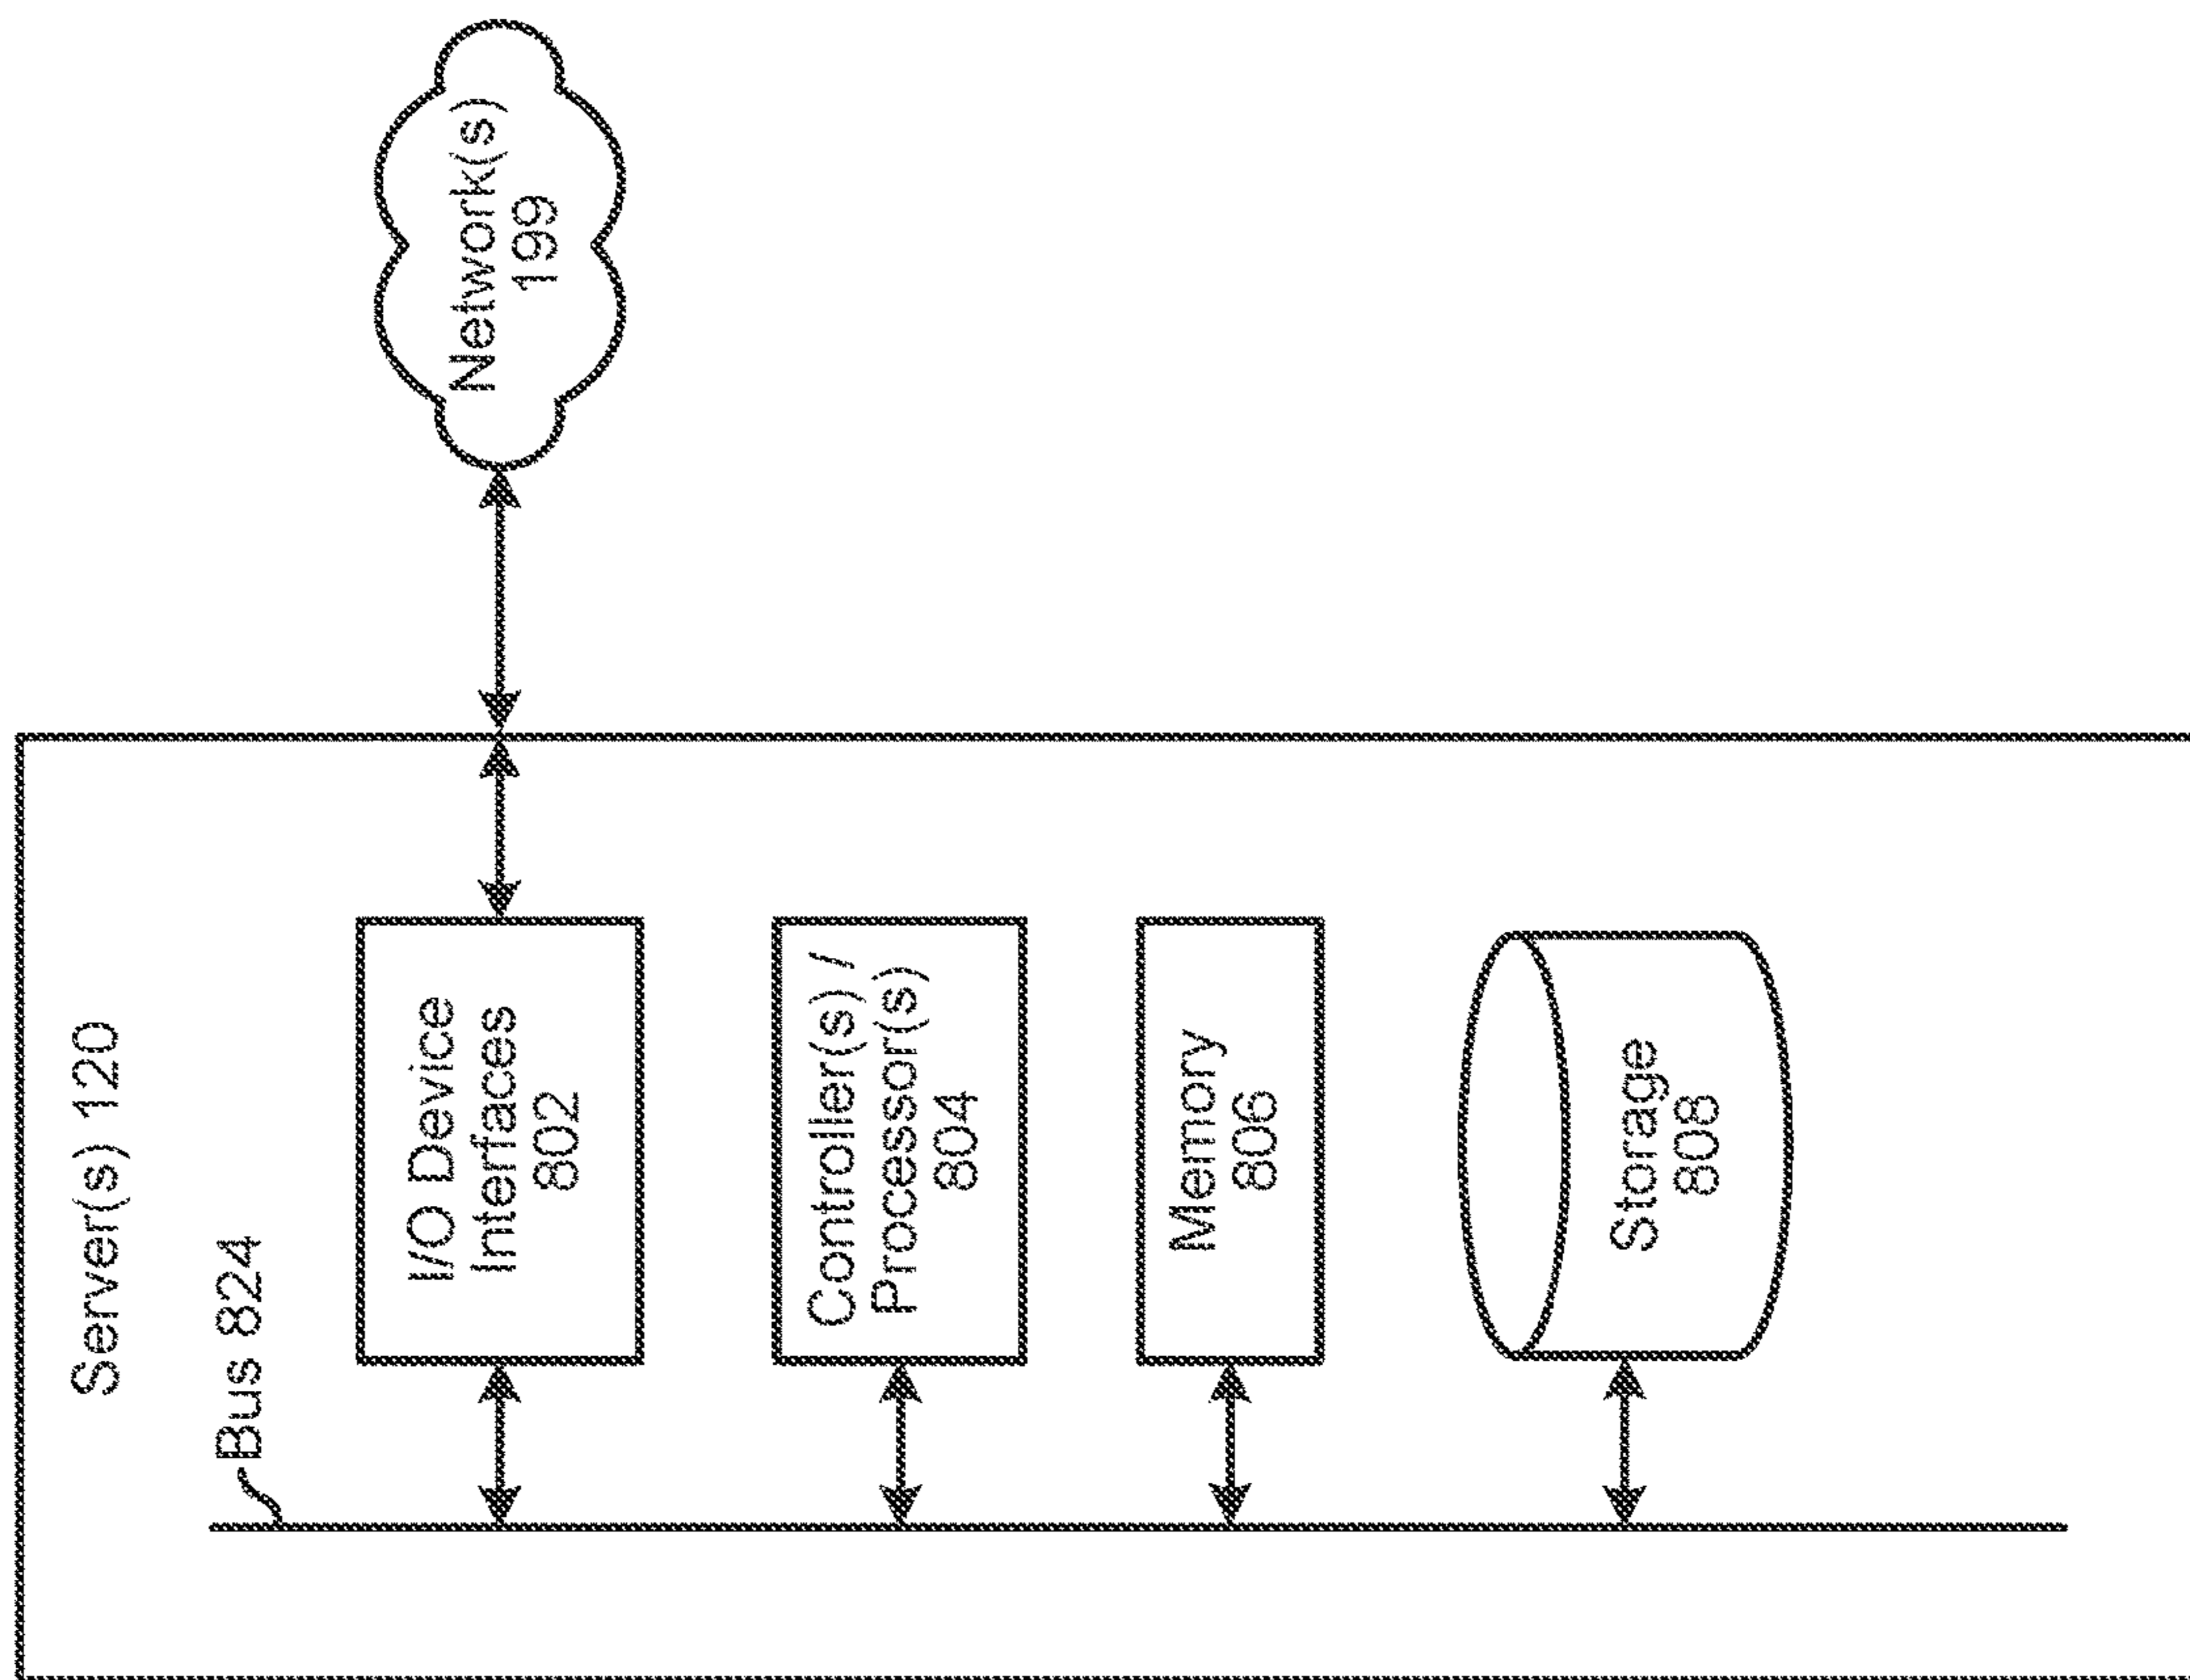 Server(s) 120
Bus 824
I/O Device
Interfaces
802
Network(s)
199
Controller(s) /
Processor(s)
804
Memory
806
Storage
808